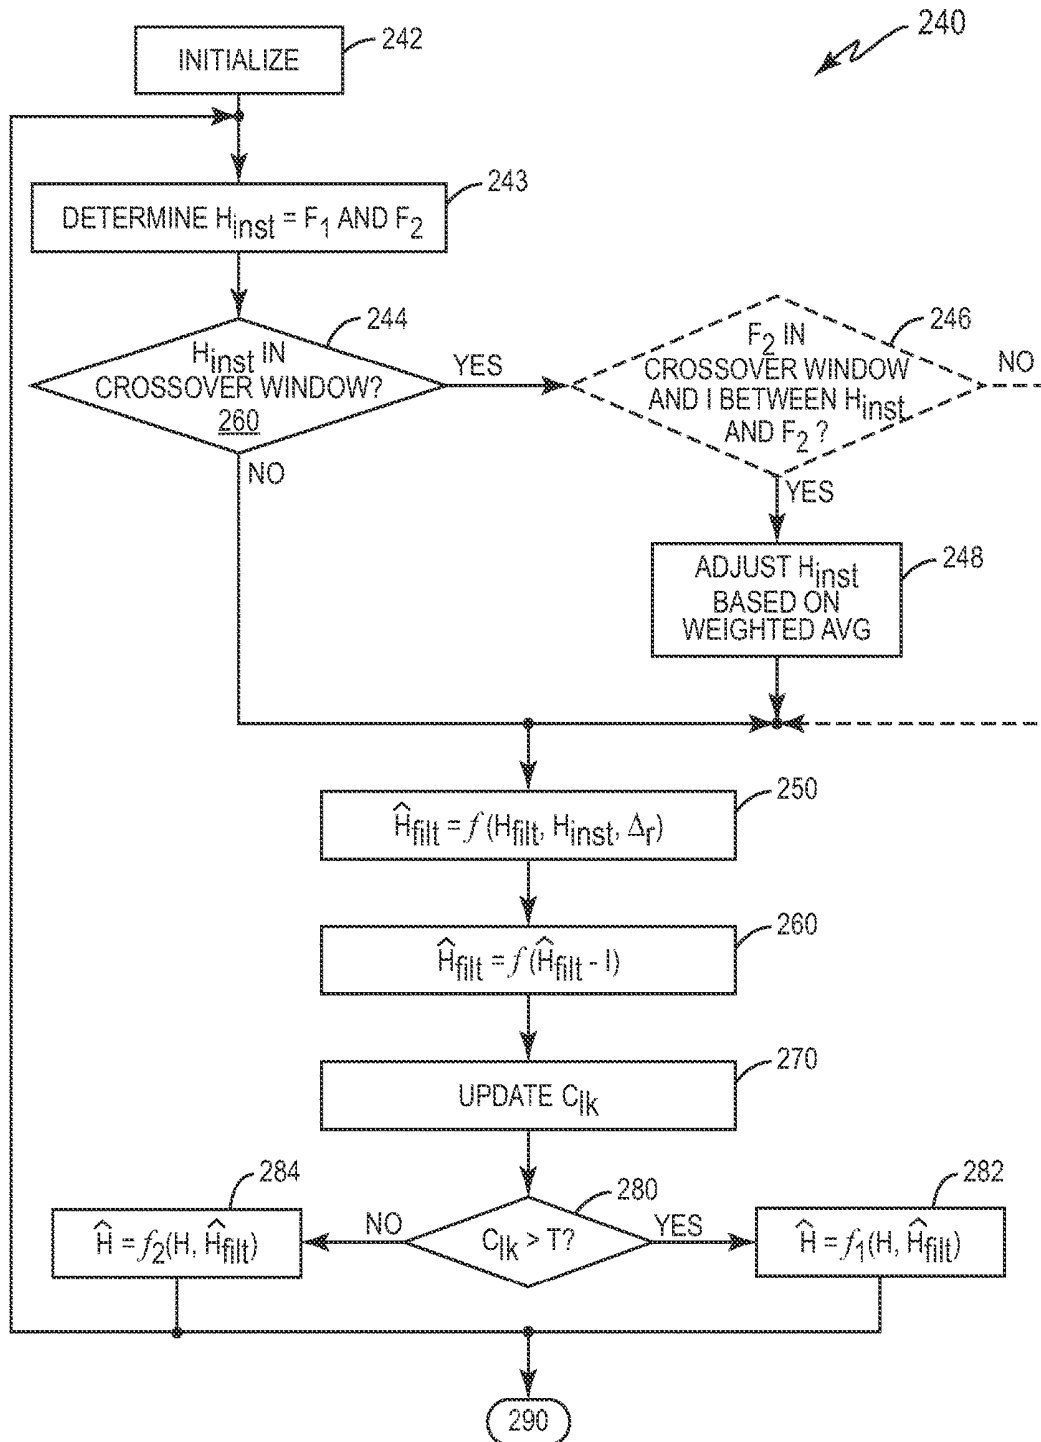 240
INITIALIZE
242
DETERMINE Hinst = F1 AND F2
243
Hinst IN
CROSSOVER WINDOW?
260
244
YES
NO
F2 IN
CROSSOVER WINDOW
AND I BETWEEN Hinst
AND F2 ?
246
NO
YES
ADJUST Hinst
BASED ON
WEIGHTED AVG
248
Ĥfilt = f (Hfilt, Hinst, Δr)
250
Ĥfilt = f (Ĥfilt - I)
260
UPDATE Clk
270
Clk > T?
280
NO
YES
Ĥ = f2 (H, Ĥfilt)
284
Ĥ = f1 (H, Ĥfilt)
282
290